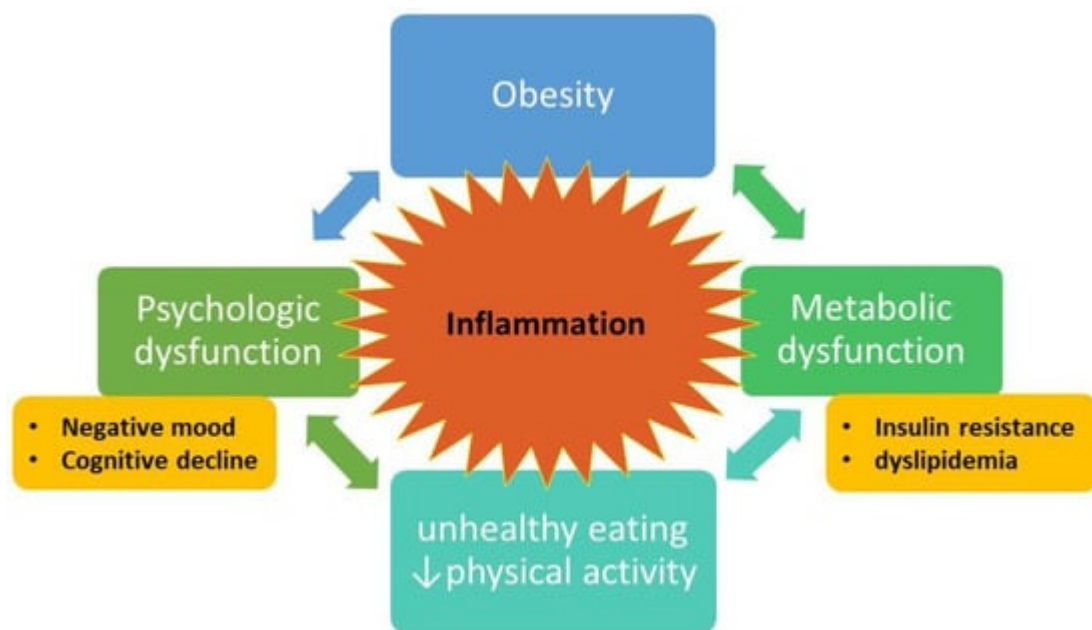 Obesity
Psychologic
dysfunction
Inflammation
Metabolic
dysfunction
• Negative mood
• Cognitive decline
• Insulin resistance
• dyslipidemia
unhealthy eating
↓physical activity